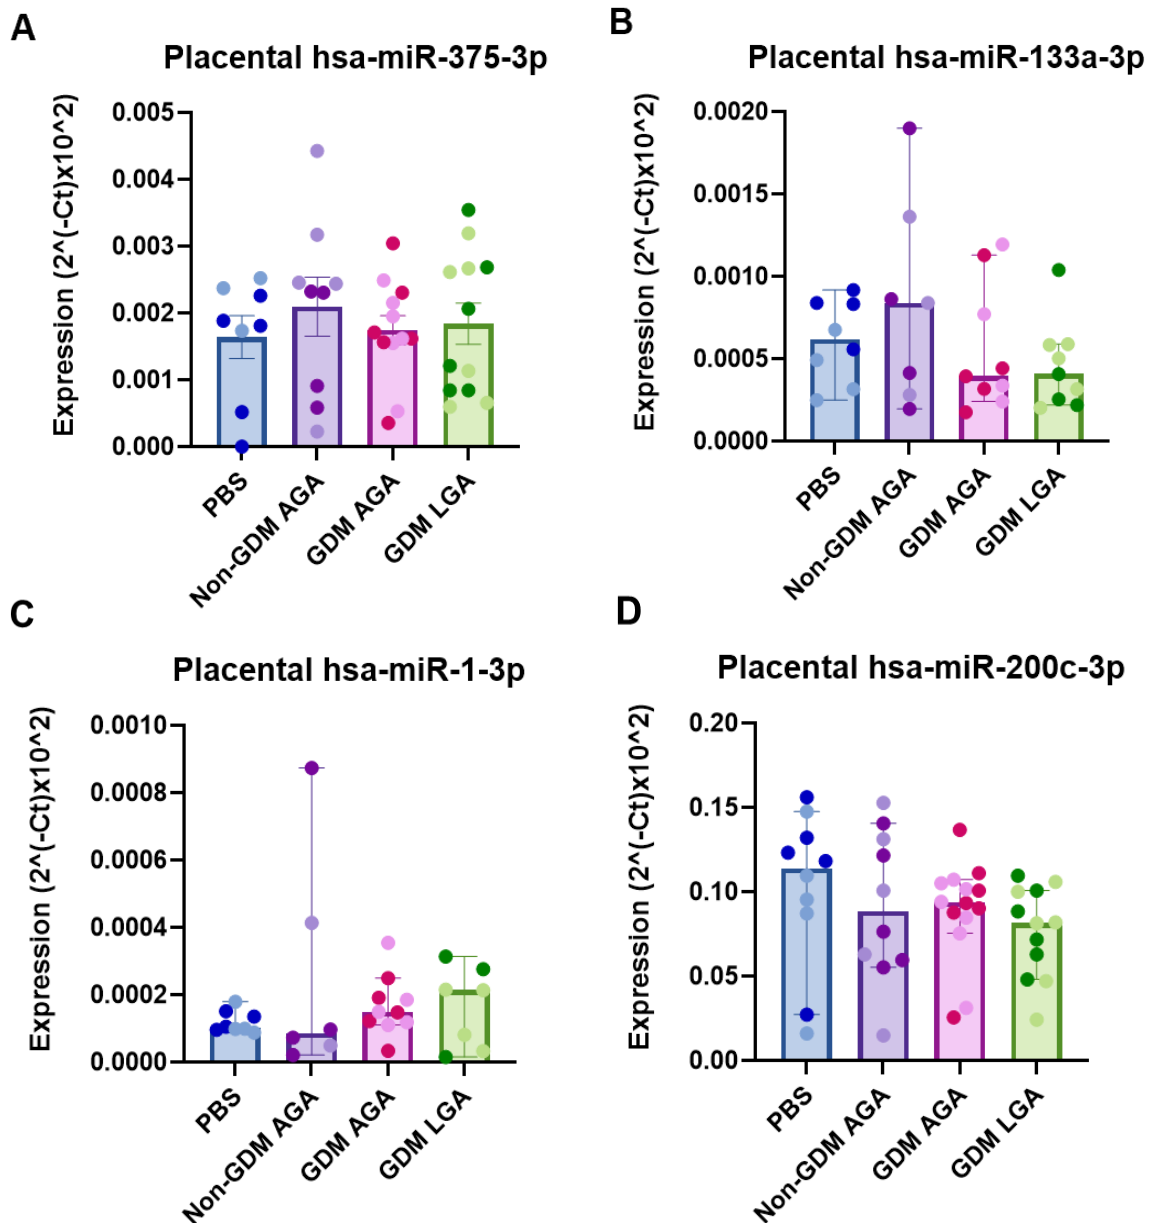 A
Placental hsa-miR-375-3p
Expression (2^(-Ct)x10^2)
0.005
0.004
0.003
0.002
0.001
0.000
PBS
Non-GDM AGA
GDM AGA
GDM LGA
B
Placental hsa-miR-133a-3p
Expression (2^(-Ct)x10^2)
0.0020
0.0015
0.0010
0.0005
0.0000
PBS
Non-GDM AGA
GDM AGA
GDM LGA
C
Placental hsa-miR-1-3p
Expression (2^(-Ct)x10^2)
0.0010
0.0008
0.0006
0.0004
0.0002
0.0000
PBS
Non-GDM AGA
GDM AGA
GDM LGA
D
Placental hsa-miR-200c-3p
Expression (2^(-Ct)x10^2)
0.20
0.15
0.10
0.05
0.00
PBS
Non-GDM AGA
GDM AGA
GDM LGA